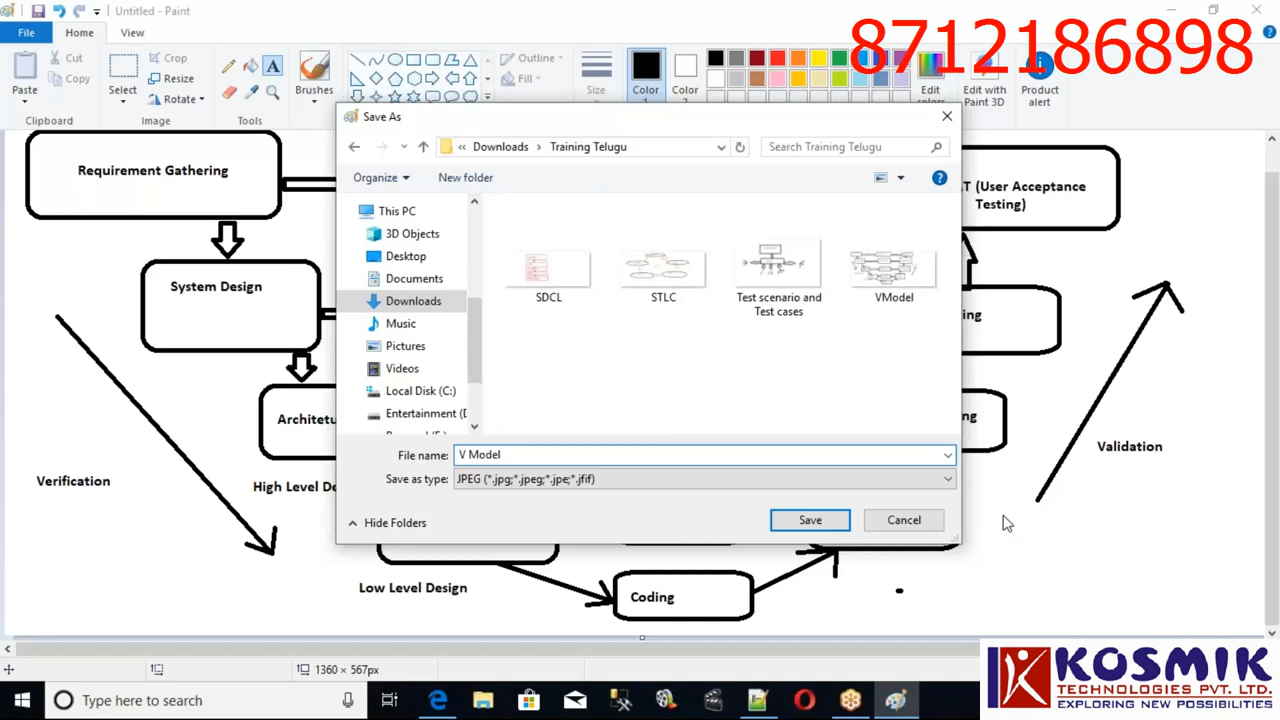 Untitled - Paint
8712186898
File
Home
View
Paste
Cut
Copy
Clipboard
Select
Crop
Resize
Rotate
Image
Tools
Brushes
Outline
Fill
Size
Color
1
Color
2
Edit
colors
Edit with
Paint 3D
Product
alert
Save As
Downloads
Training Telugu
Search Training Telugu
Organize
New folder
This PC
3D Objects
Desktop
Documents
Downloads
Music
Pictures
Videos
Local Disk (C:)
Entertainment (
SDCL
STLC
Test scenario and
Test cases
VModel
File name:
V Model
Save as type:
JPEG (*.jpg;*.jpeg;*.jpe;*.jfif)
Hide Folders
Save
Cancel
Requirement Gathering
System Design
Architetu
High Level De
Verification
Low Level Design
Coding
T (User Acceptance
Testing)
ing
ng
Validation
1360 × 567px
Type here to search
KOSMIK
TECHNOLOGIES PVT. LTD.
EXPLORING NEW POSSIBILITIES